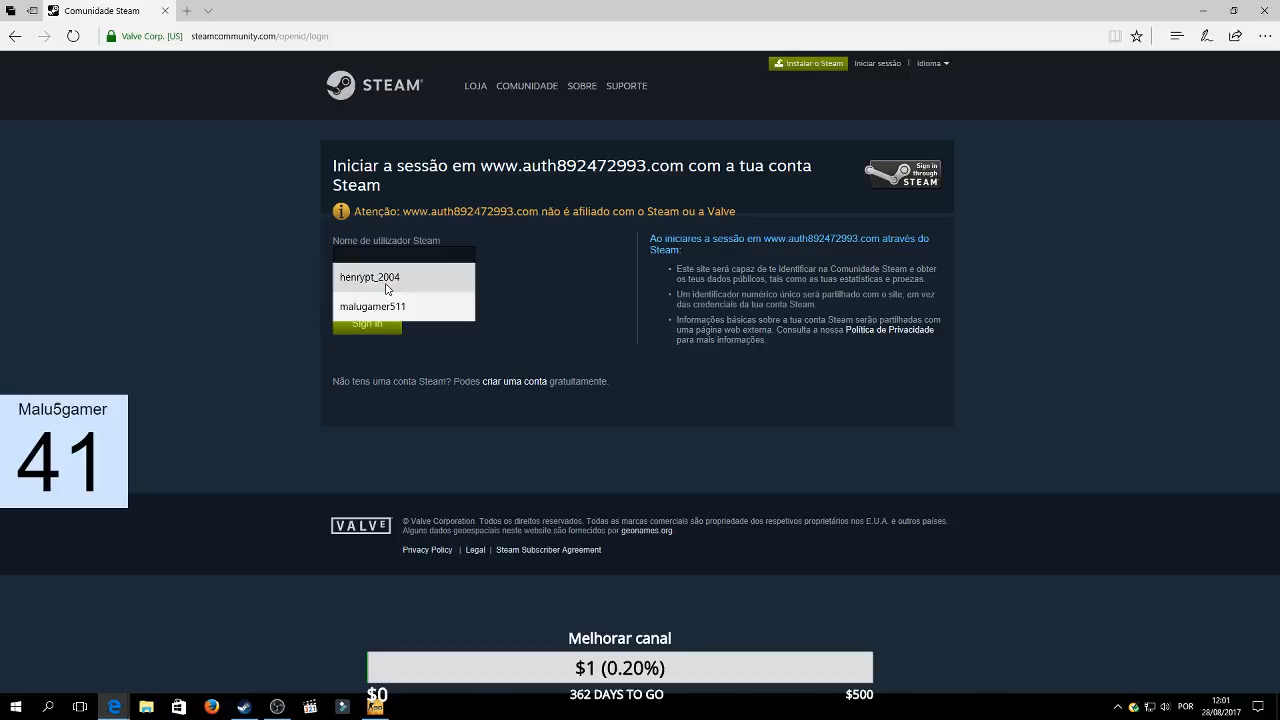 Comunidade Steam
Valve Corp. [US]
steamcommunity.com/openid/login
Instalar o Steam
Iniciar sessão
Idioma
STEAM
LOJA
COMUNIDADE
SOBRE
SUPORTE
Iniciar a sessão em www.auth892472993.com com a tua conta
Steam
Sign in
through
STEAM
Atenção: www.auth892472993.com não é afiliado com o Steam ou a Valve
Nome de utilizador Steam
henrypt_2004
malugamer511
Sign in
Ao iniciares a sessão em www.auth892472993.com através do
Steam:
• Este site será capaz de te identificar na Comunidade Steam e obter
os teus dados públicos, tais como as tuas estatísticas e proezas.
• Um identificador numérico único será partilhado com o site, em vez
das credenciais da tua conta Steam.
• Informações básicas sobre a tua conta Steam serão partilhadas com
uma página web externa. Consulta a nossa Política de Privacidade
para mais informações.
Não tens uma conta Steam? Podes criar uma conta gratuitamente.
Malu5gamer
41
VALVE
© Valve Corporation. Todos os direitos reservados. Todas as marcas comerciais são propriedade dos respetivos proprietários nos E.U.A. e outros países.
Alguns dados geoespaciais neste website são fornecidos por geonames.org.
Privacy Policy | Legal | Steam Subscriber Agreement
Melhorar canal
$1 (0.20%)
$0
362 DAYS TO GO
$500
POR
12:01
28/08/2017